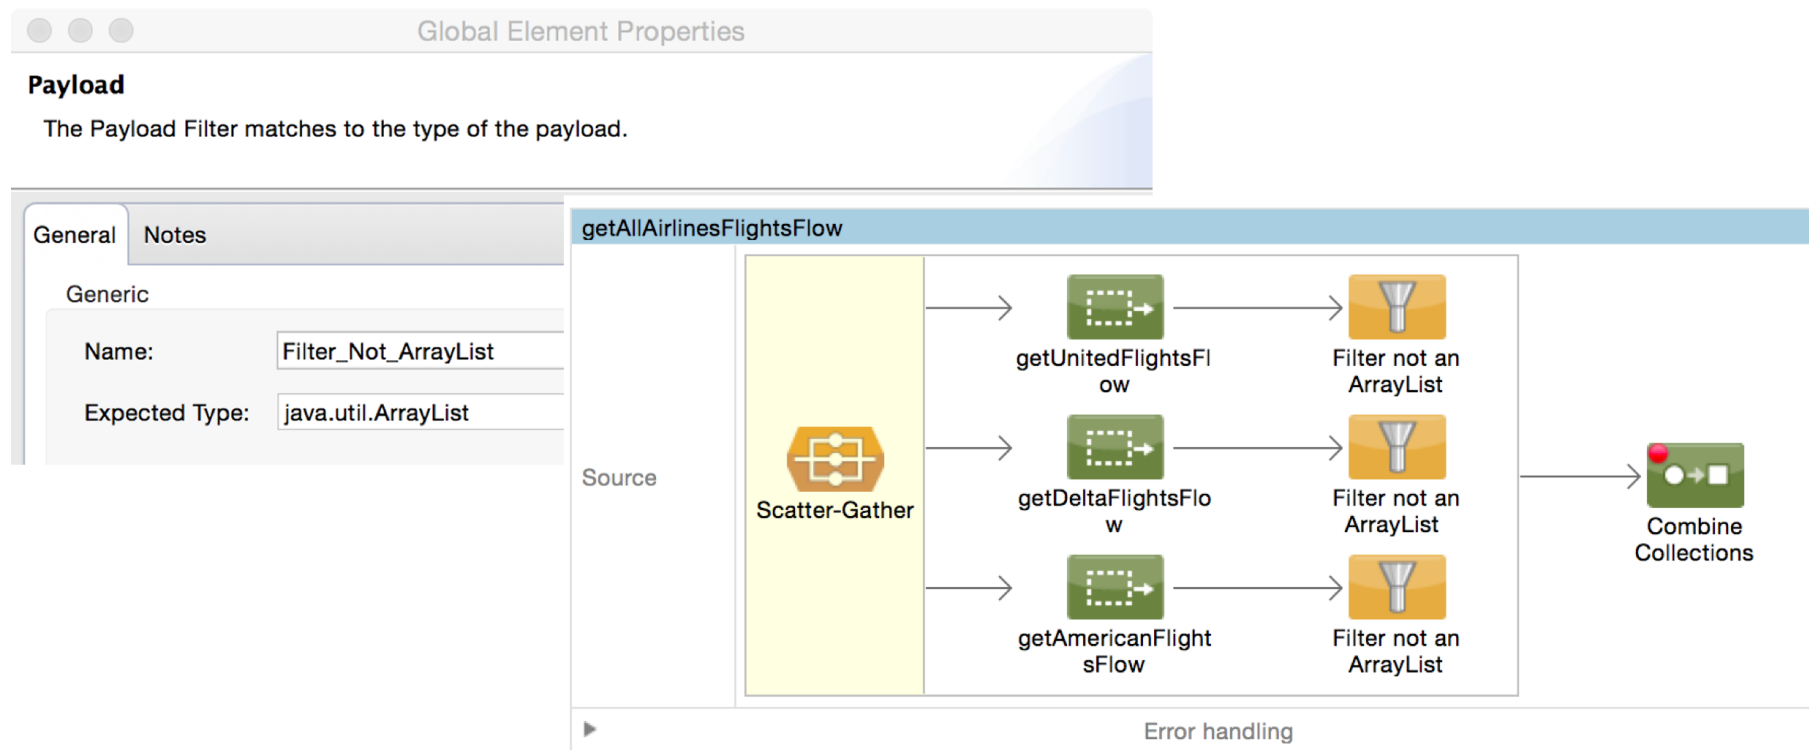 Global Element Properties
Payload
The Payload Filter matches to the type of the payload.
General
Notes
Generic
Name:
Filter_Not_ArrayList
Expected Type:
java.util.ArrayList
getAllAirlinesFlightsFlow
Source
Scatter-Gather
getUnitedFlightsFl
ow
Filter not an
ArrayList
getDeltaFlightsFlo
w
Filter not an
ArrayList
getAmericanFlight
sFlow
Filter not an
ArrayList
Combine
Collections
Error handling